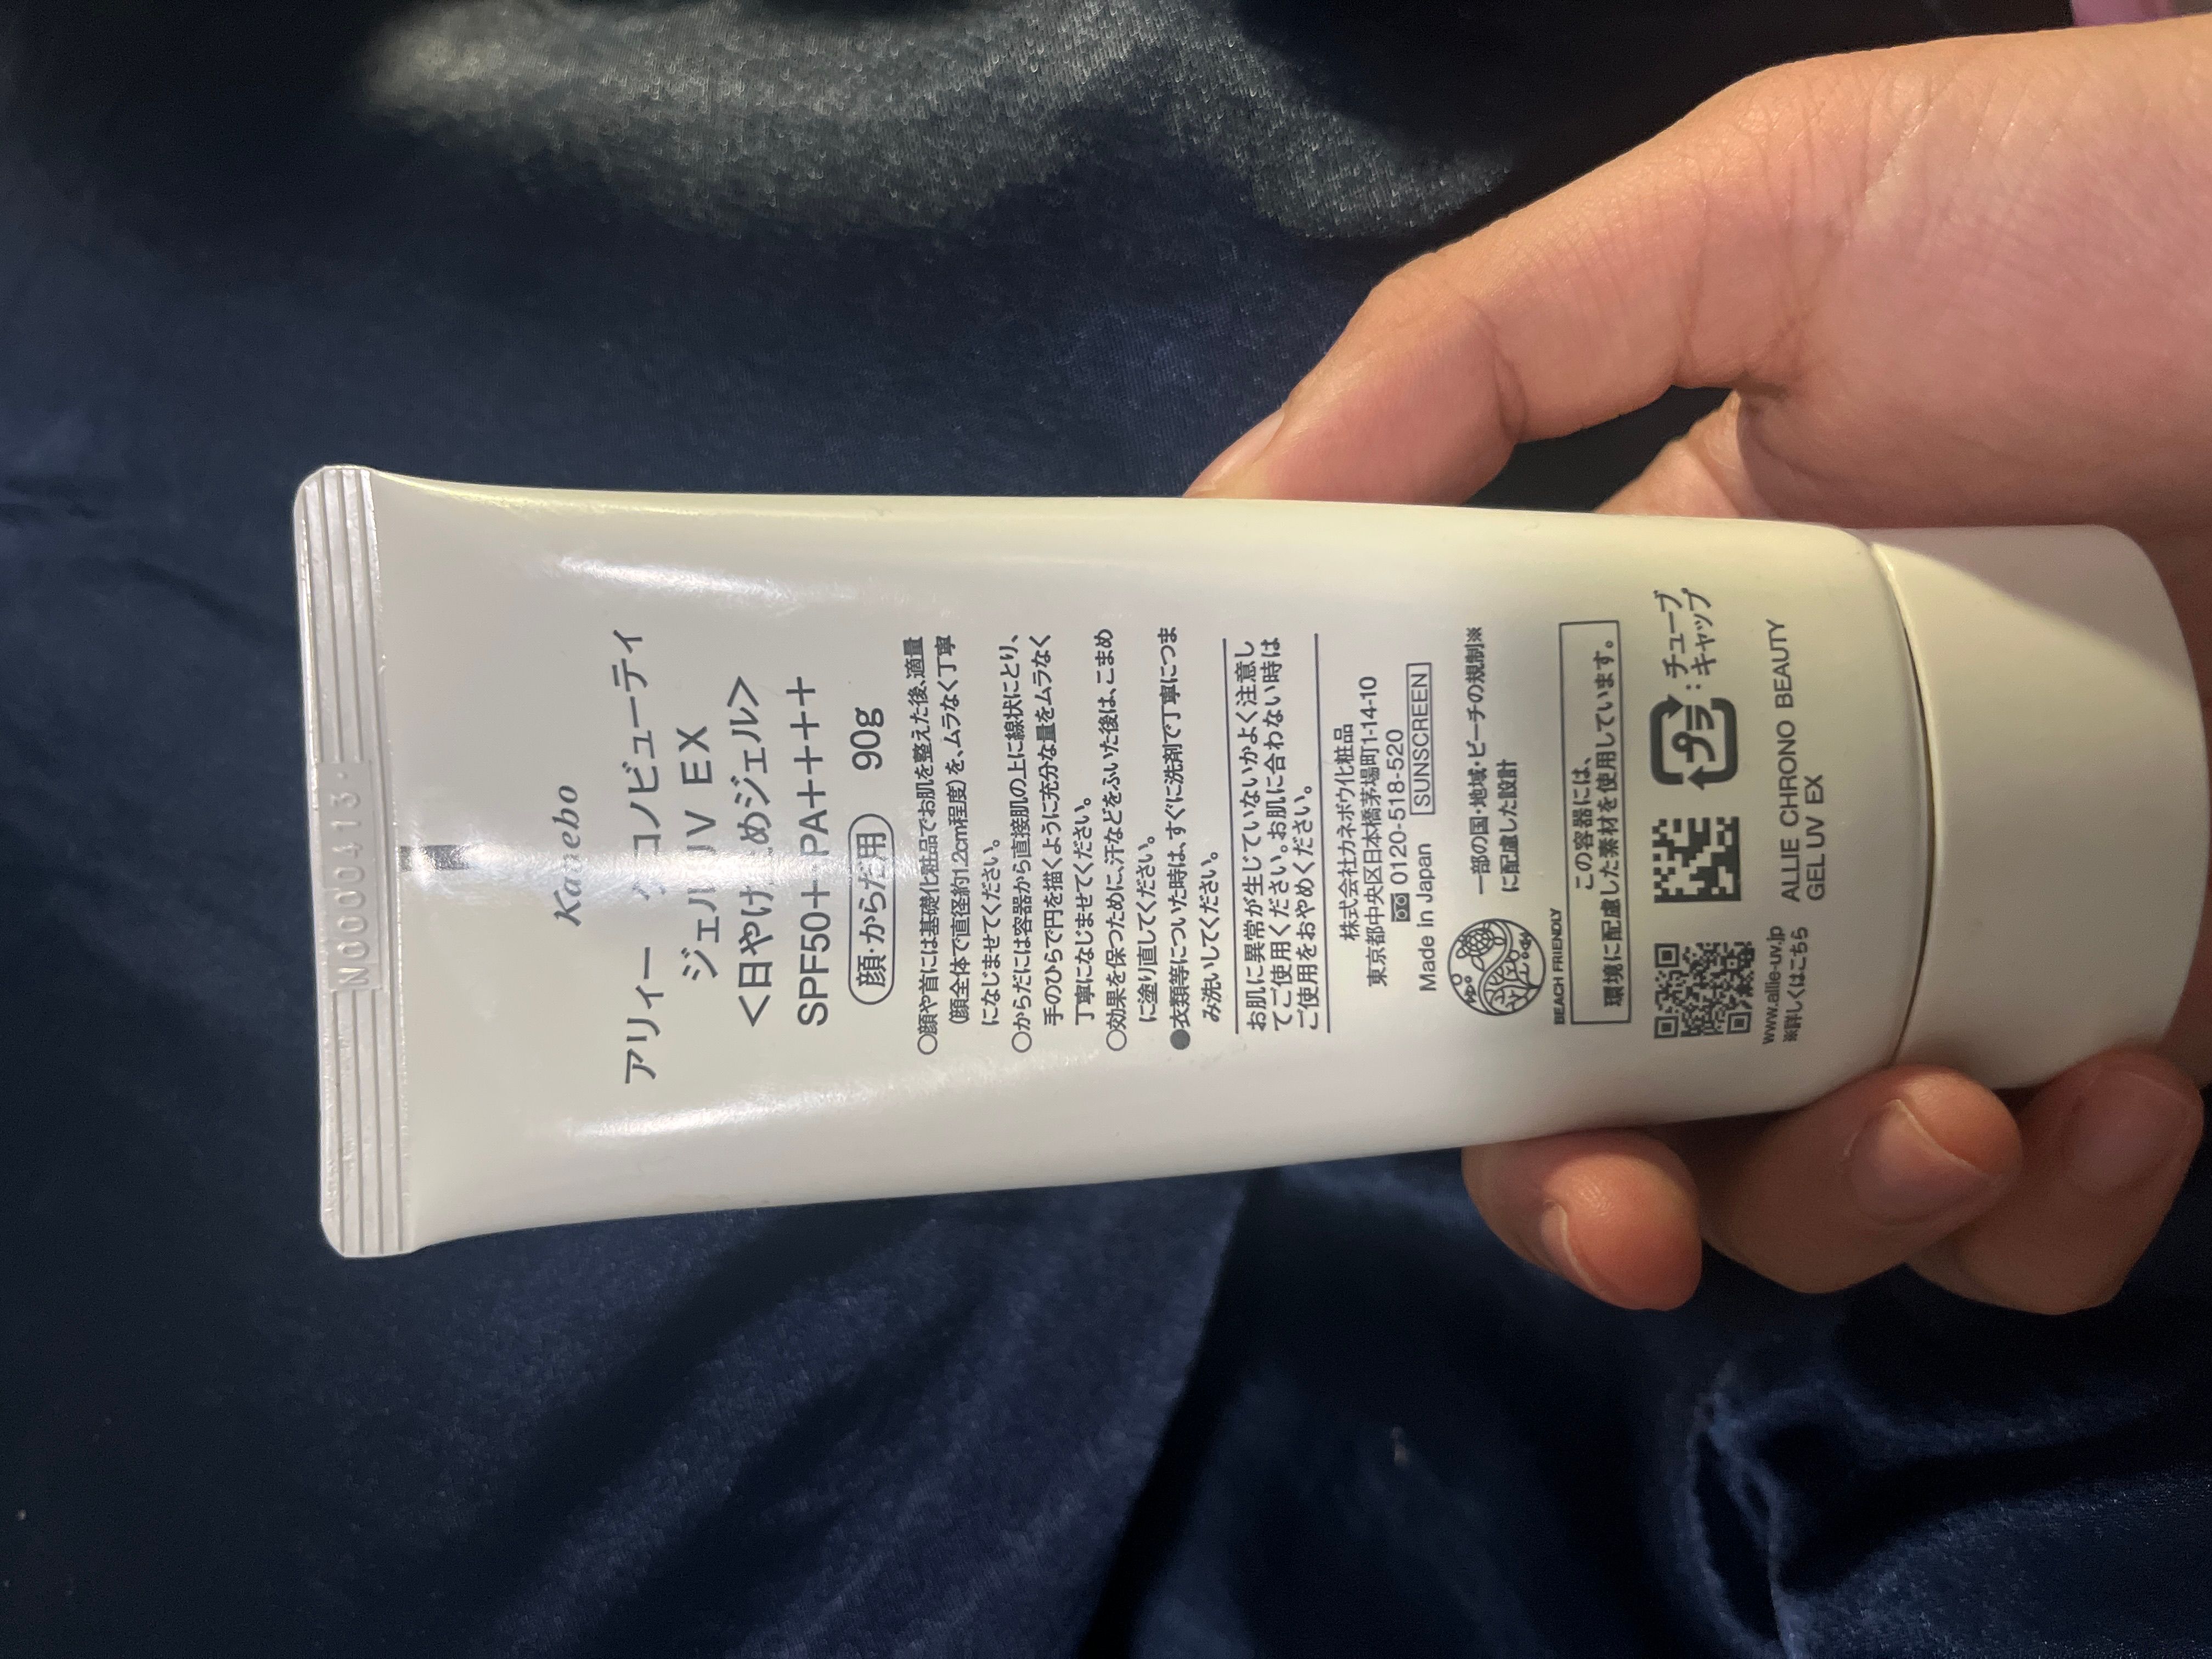 N0000413
Kanebo
アリィー クロノビューティ
ジェルUV EX
<日やけ止めジェル>
SPF50+ PA++++
顔・からだ用 90g
○顔や首には基礎化粧品でお肌を整えた後、適量
(顔全体で直径約1.2cm程度)を、ムラなく丁寧
になじませてください。
○からだには容器から直接肌の上に線状にとり、
手のひらで円を描くように充分な量をムラなく
丁寧になじませてください。
○効果を保つために、汗などをふいた後は、こまめ
に塗り直してください。
●衣類等についた時は、すぐに洗剤で丁寧につま
み洗いしてください。
お肌に異常が生じていないかよく注意し
てご使用ください。お肌に合わない時は
ご使用をおやめください。
株式会社カネボウ化粧品
東京都中央区日本橋茅場町1-14-10
0120-518-520
Made in Japan SUNSCREEN
一部の国・地域・ビーチの規制※
に配慮した設計
BEACH FRIENDLY
この容器には、
環境に配慮した素材を使用しています。
プラ : チューブ
キャップ
www.allie-uv.jp
※詳しくはこちら
ALLIE CHRONO BEAUTY
GEL UV EX